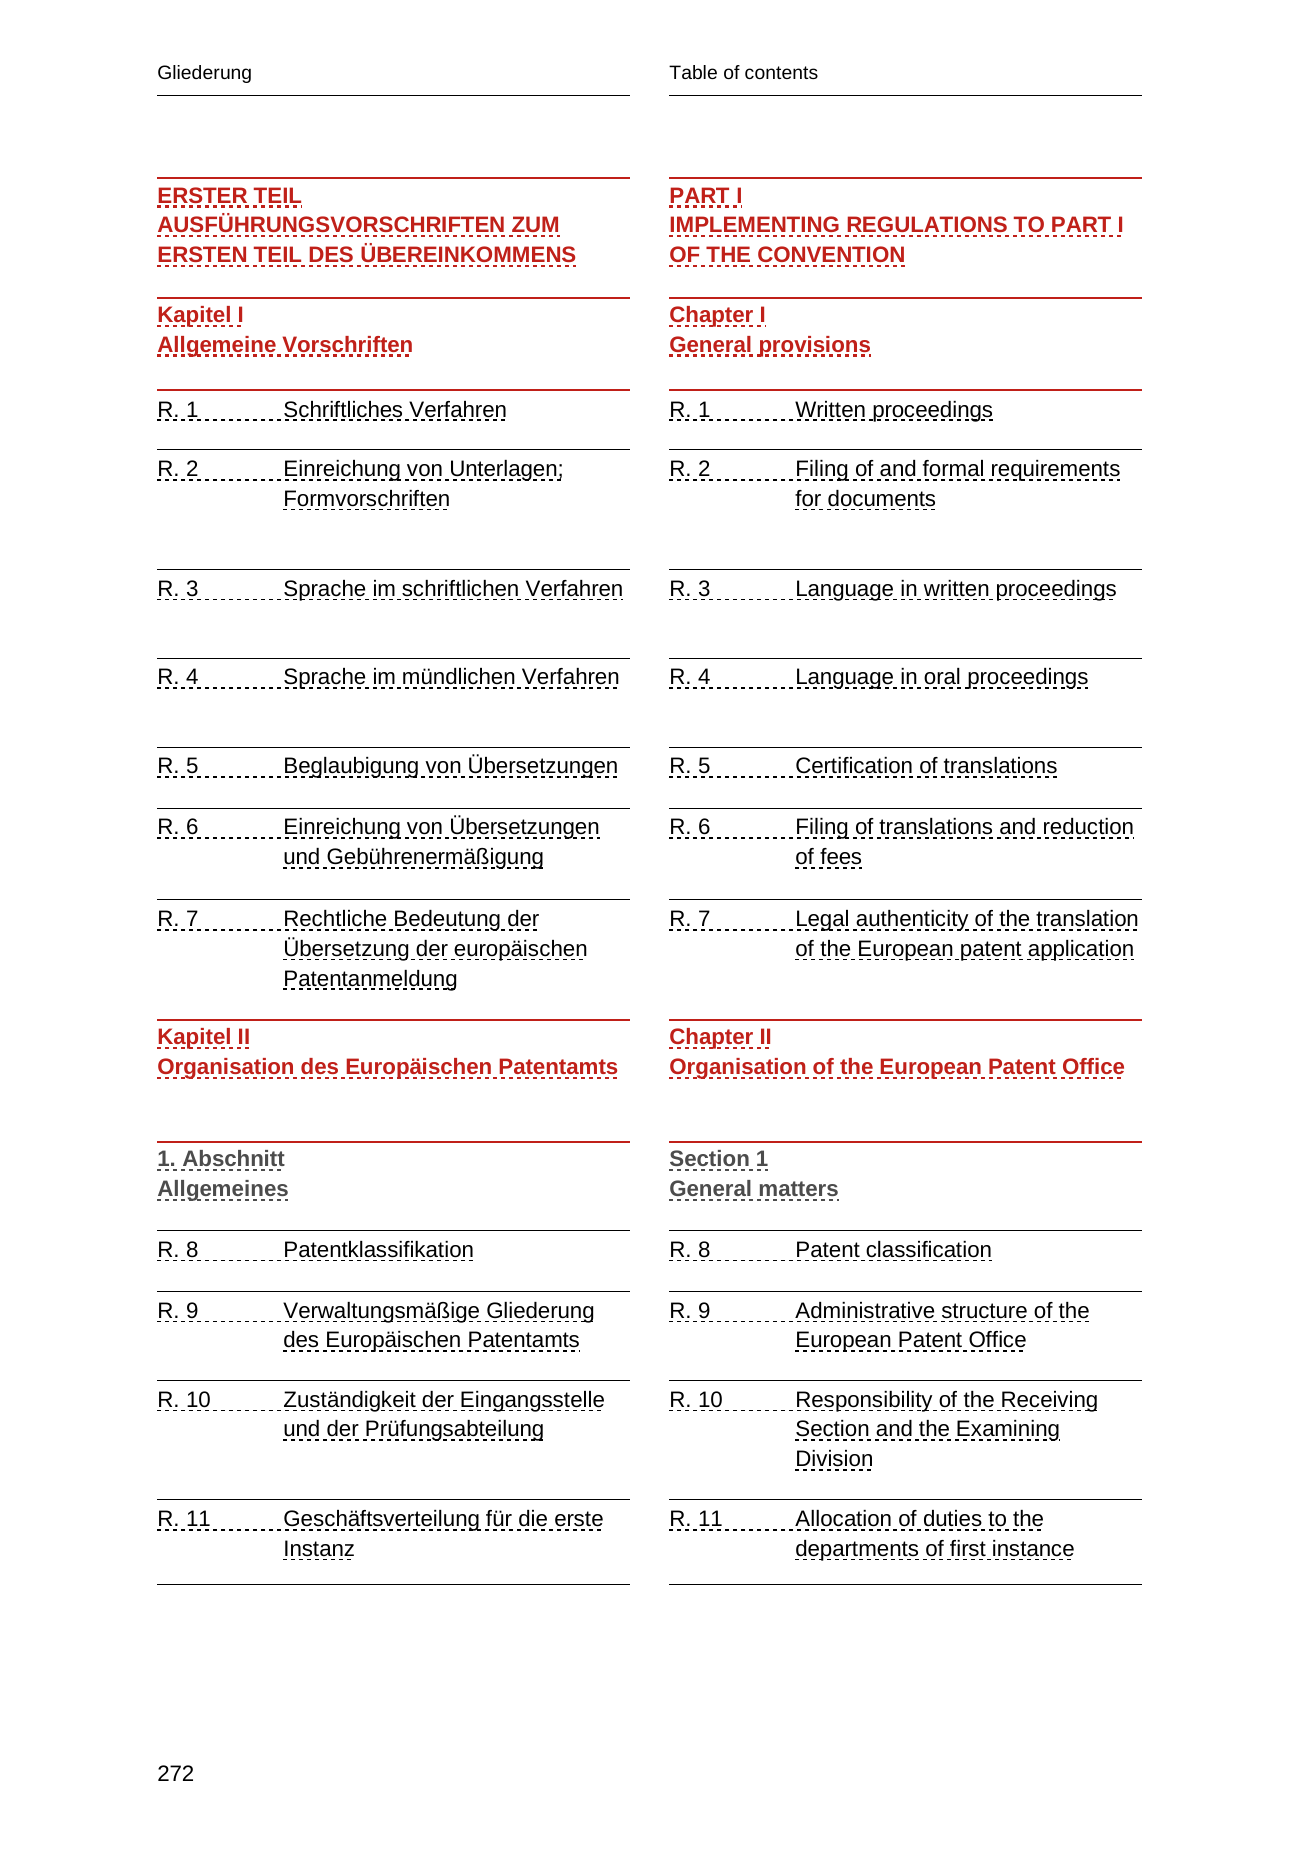 Gliederung
ERSTER TEIL
AUSFÜHRUNGSVORSCHRIFTEN ZUM
ERSTEN TEIL DES ÜBEREINKOMMENS
Kapitel I
Allgemeine Vorschriften
R. 1 Schriftliches Verfahren
R. 2 Einreichung von Unterlagen;
Formvorschriften
R. 3 Sprache im schriftlichen Verfahren
R. 4 Sprache im mündlichen Verfahren
R. 5 Beglaubigung von Übersetzungen
R. 6 Einreichung von Übersetzungen
und Gebührenermäßigung
R. 7 Rechtliche Bedeutung der
Übersetzung der europäischen
Patentanmeldung
Kapitel II
Organisation des Europäischen Patentamts
1. Abschnitt
Allgemeines
R. 8 Patentklassifikation
R. 9 Verwaltungsmäßige Gliederung
des Europäischen Patentamts
R. 10 Zuständigkeit der Eingangsstelle
und der Prüfungsabteilung
R. 11 Geschäftsverteilung für die erste
Instanz
Table of contents
PART I
IMPLEMENTING REGULATIONS TO PART I
OF THE CONVENTION
Chapter I
General provisions
R. 1 Written proceedings
R. 2 Filing of and formal requirements
for documents
R. 3 Language in written proceedings
R. 4 Language in oral proceedings
R. 5 Certification of translations
R. 6 Filing of translations and reduction
of fees
R. 7 Legal authenticity of the translation
of the European patent application
Chapter II
Organisation of the European Patent Office
Section 1
General matters
R. 8 Patent classification
R. 9 Administrative structure of the
European Patent Office
R. 10 Responsibility of the Receiving
Section and the Examining
Division
R. 11 Allocation of duties to the
departments of first instance
272